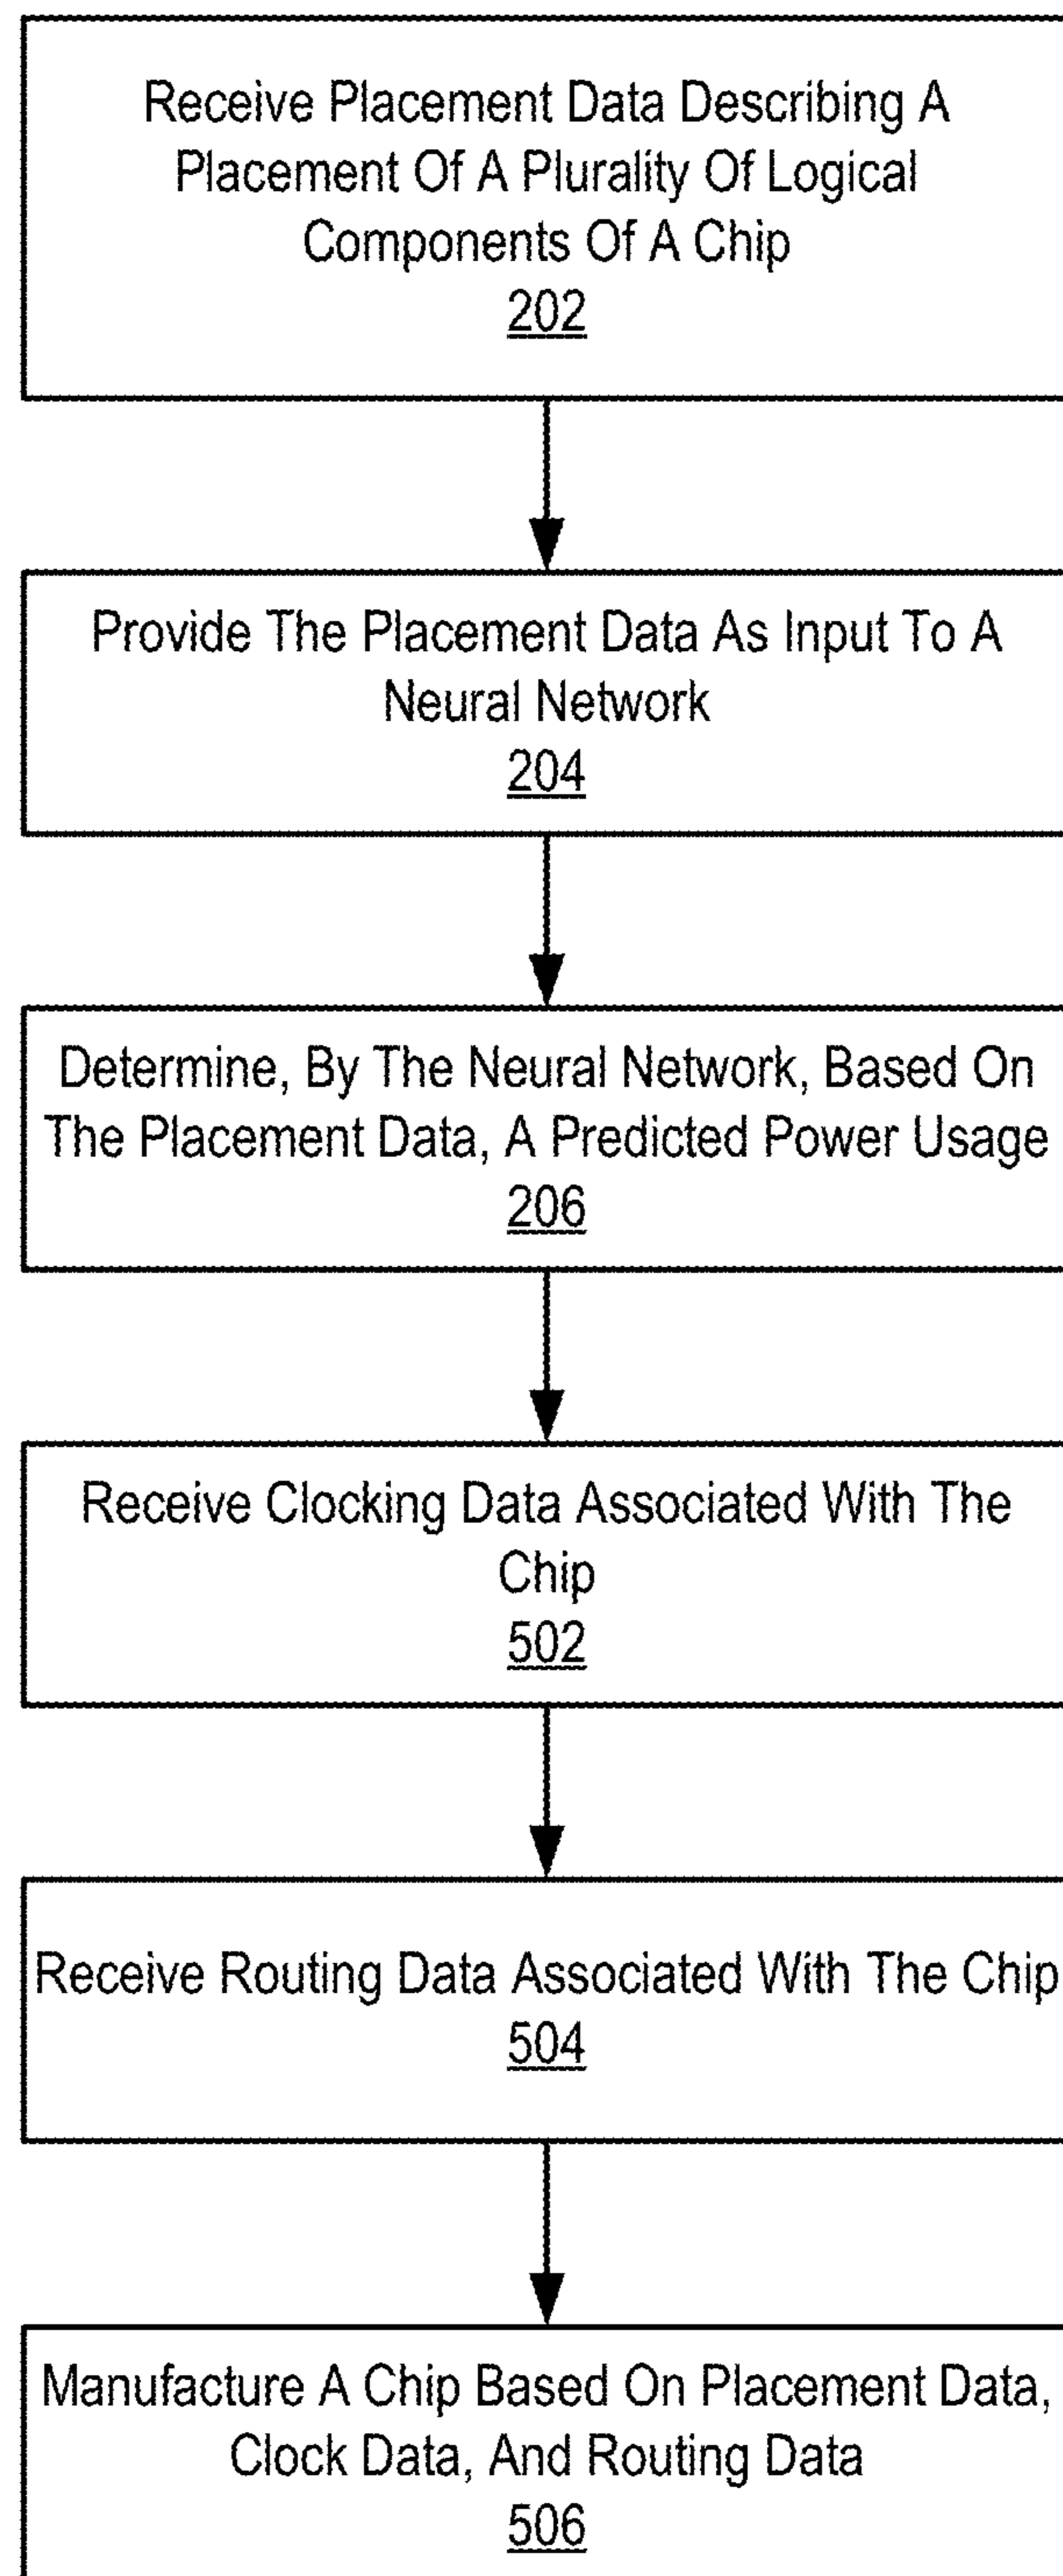 Receive Placement Data Describing A
Placement Of A Plurality Of Logical
Components Of A Chip
202
Provide The Placement Data As Input To A
Neural Network
204
Determine, By The Neural Network, Based On
The Placement Data, A Predicted Power Usage
206
Receive Clocking Data Associated With The
Chip
502
Receive Routing Data Associated With The Chip
504
Manufacture A Chip Based On Placement Data,
Clock Data, And Routing Data
506